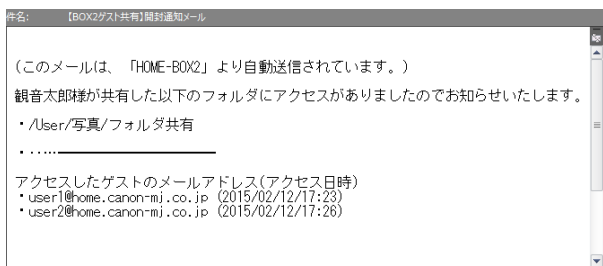 件名: 【BOX2ゲスト共有】開封通知メール
(このメールは、「HOME-BOX2」より自動送信されています。)
観音太郎様が共有した以下のフォルダにアクセスがありましたのでお知らせいたします。
・/User/写真/フォルダ共有
・……━━━━━━━━━━━━
アクセスしたゲストのメールアドレス(アクセス日時)
・user1@home.canon-mj.co.jp (2015/02/12/17:23)
・user2@home.canon-mj.co.jp (2015/02/12/17:26)